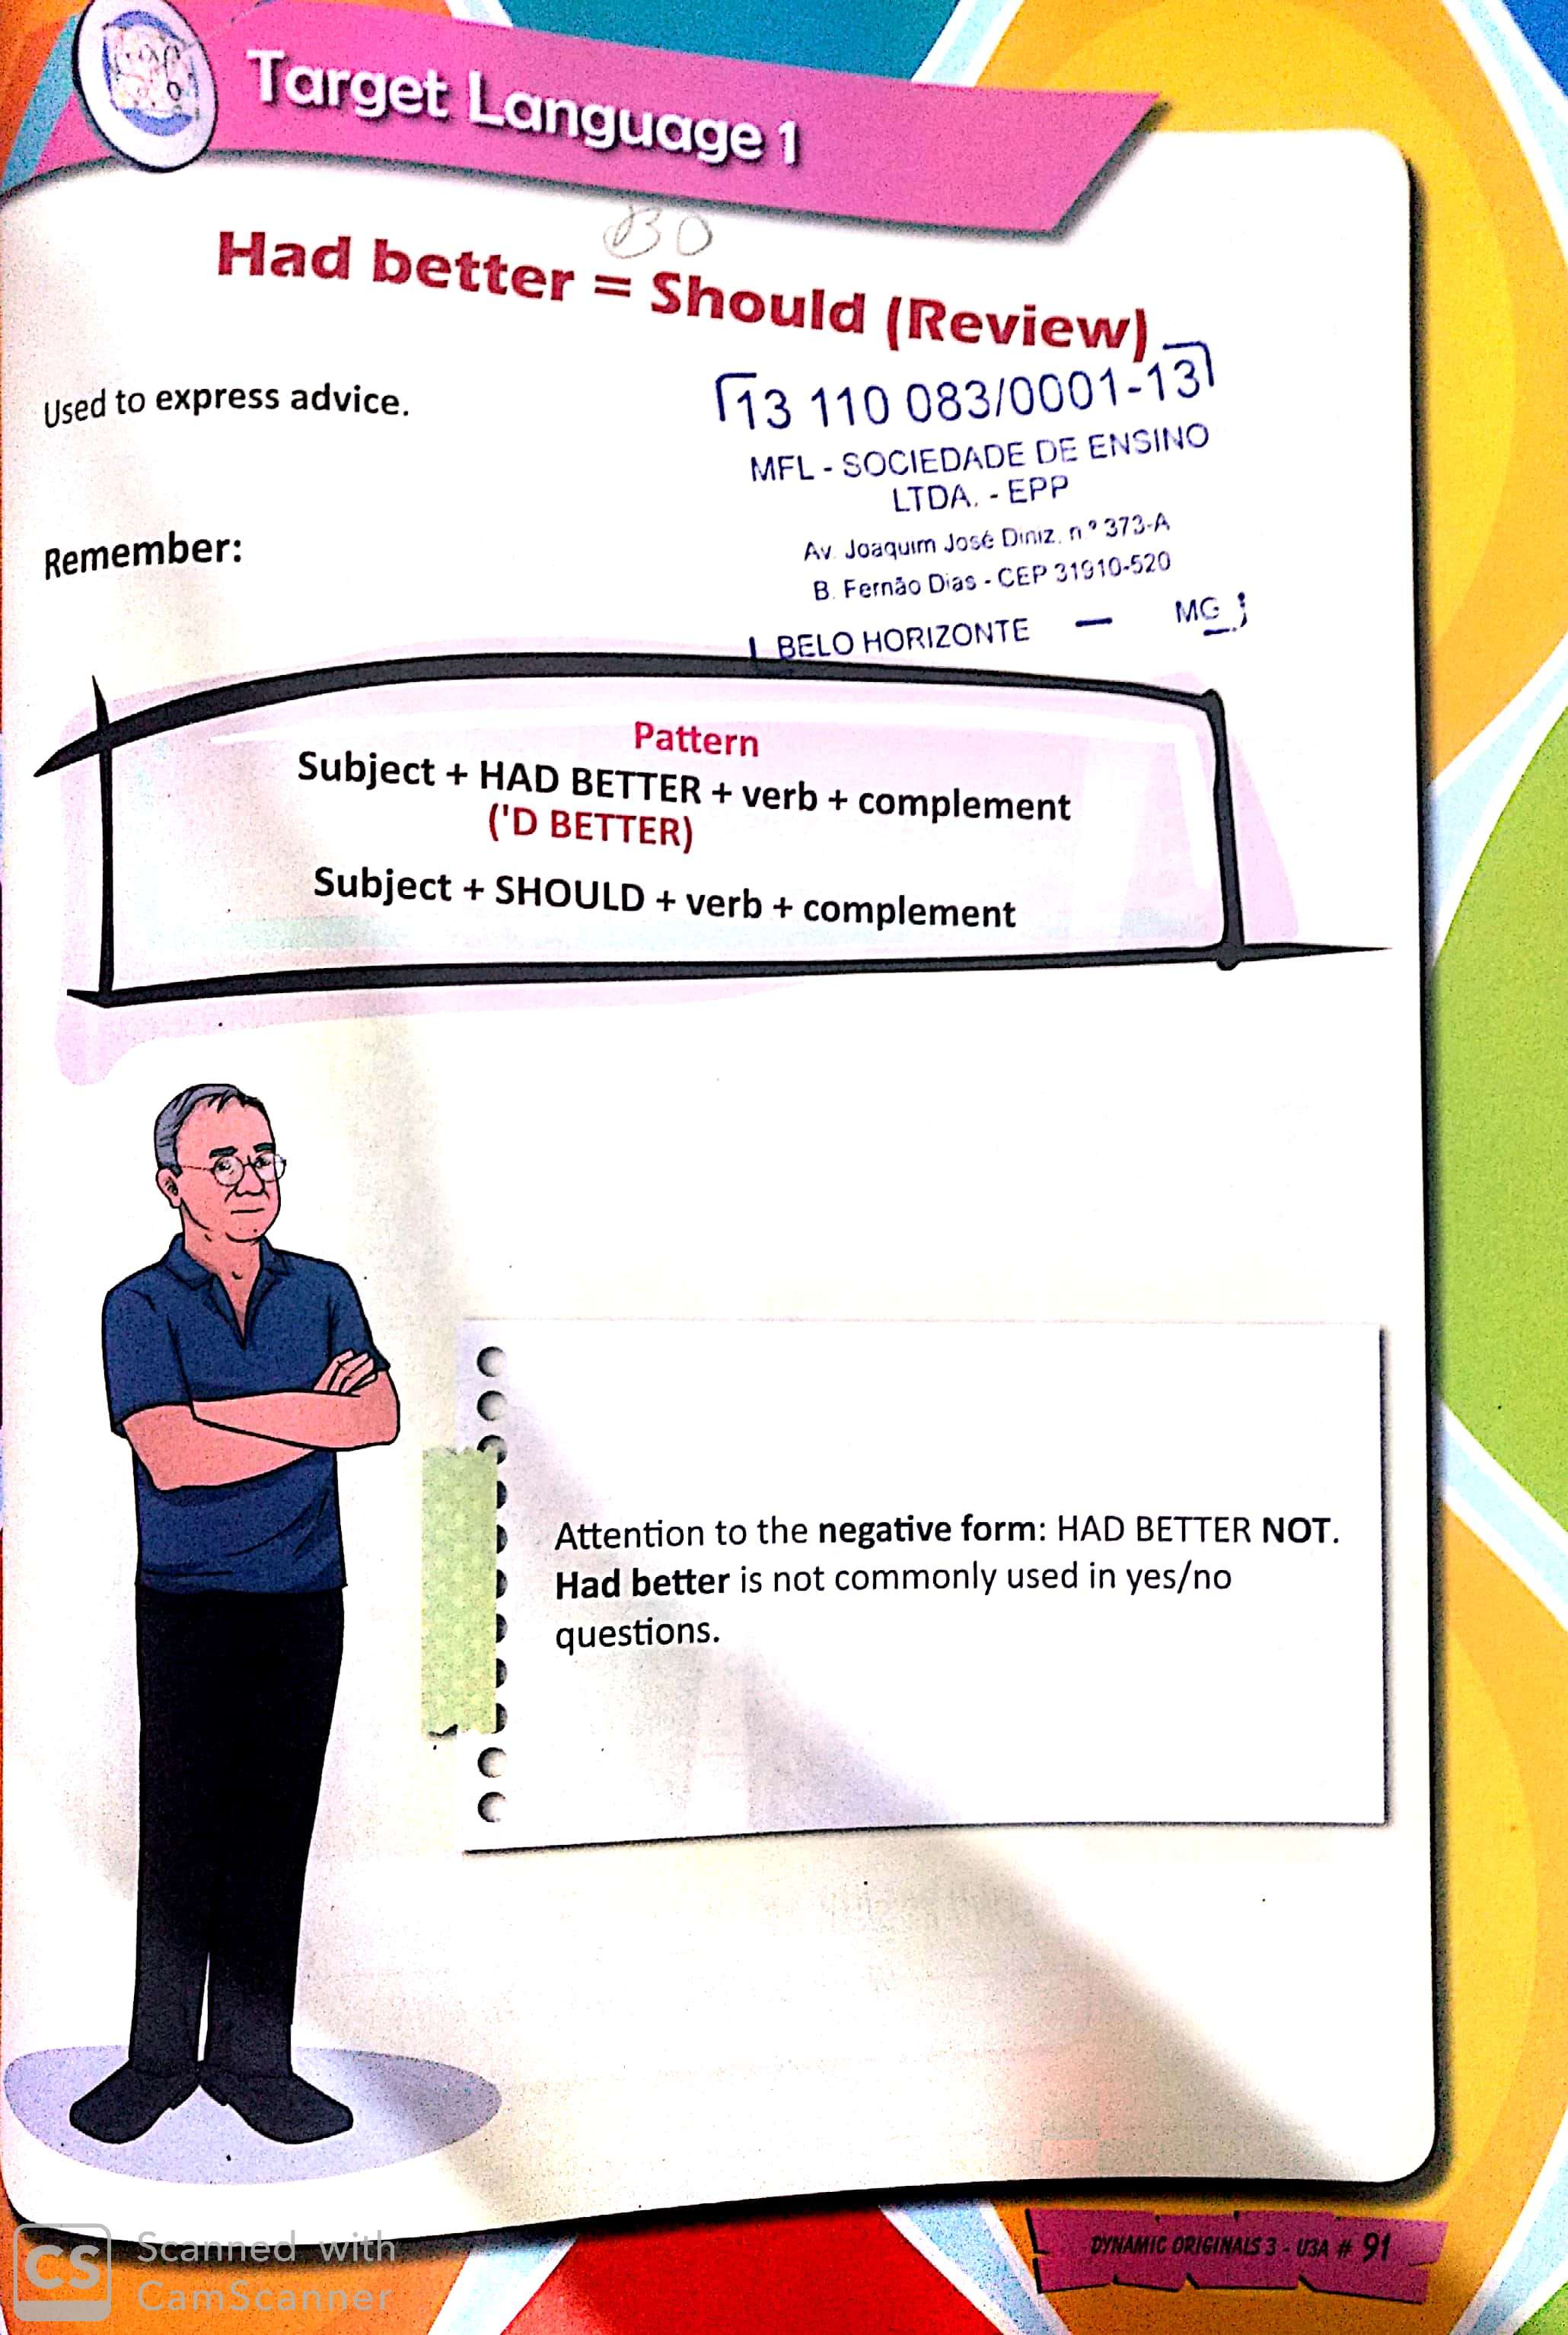 Target Language 1
Had better = Should (Review)
Used to express advice.
13 110 083/0001-13
MFL - SOCIEDADE DE ENSINO
LTDA. - EPP
Av. Joaquim José Diniz, nº 373-A
B. Fernão Dias - CEP 31910-520
BELO HORIZONTE — MG
Remember:
Pattern
Subject + HAD BETTER + verb + complement
('D BETTER)
Subject + SHOULD + verb + complement
Attention to the negative form: HAD BETTER NOT.
Had better is not commonly used in yes/no
questions.
DYNAMIC ORIGINALS 3 - U3A # 91
CS Scanned with
CamScanner